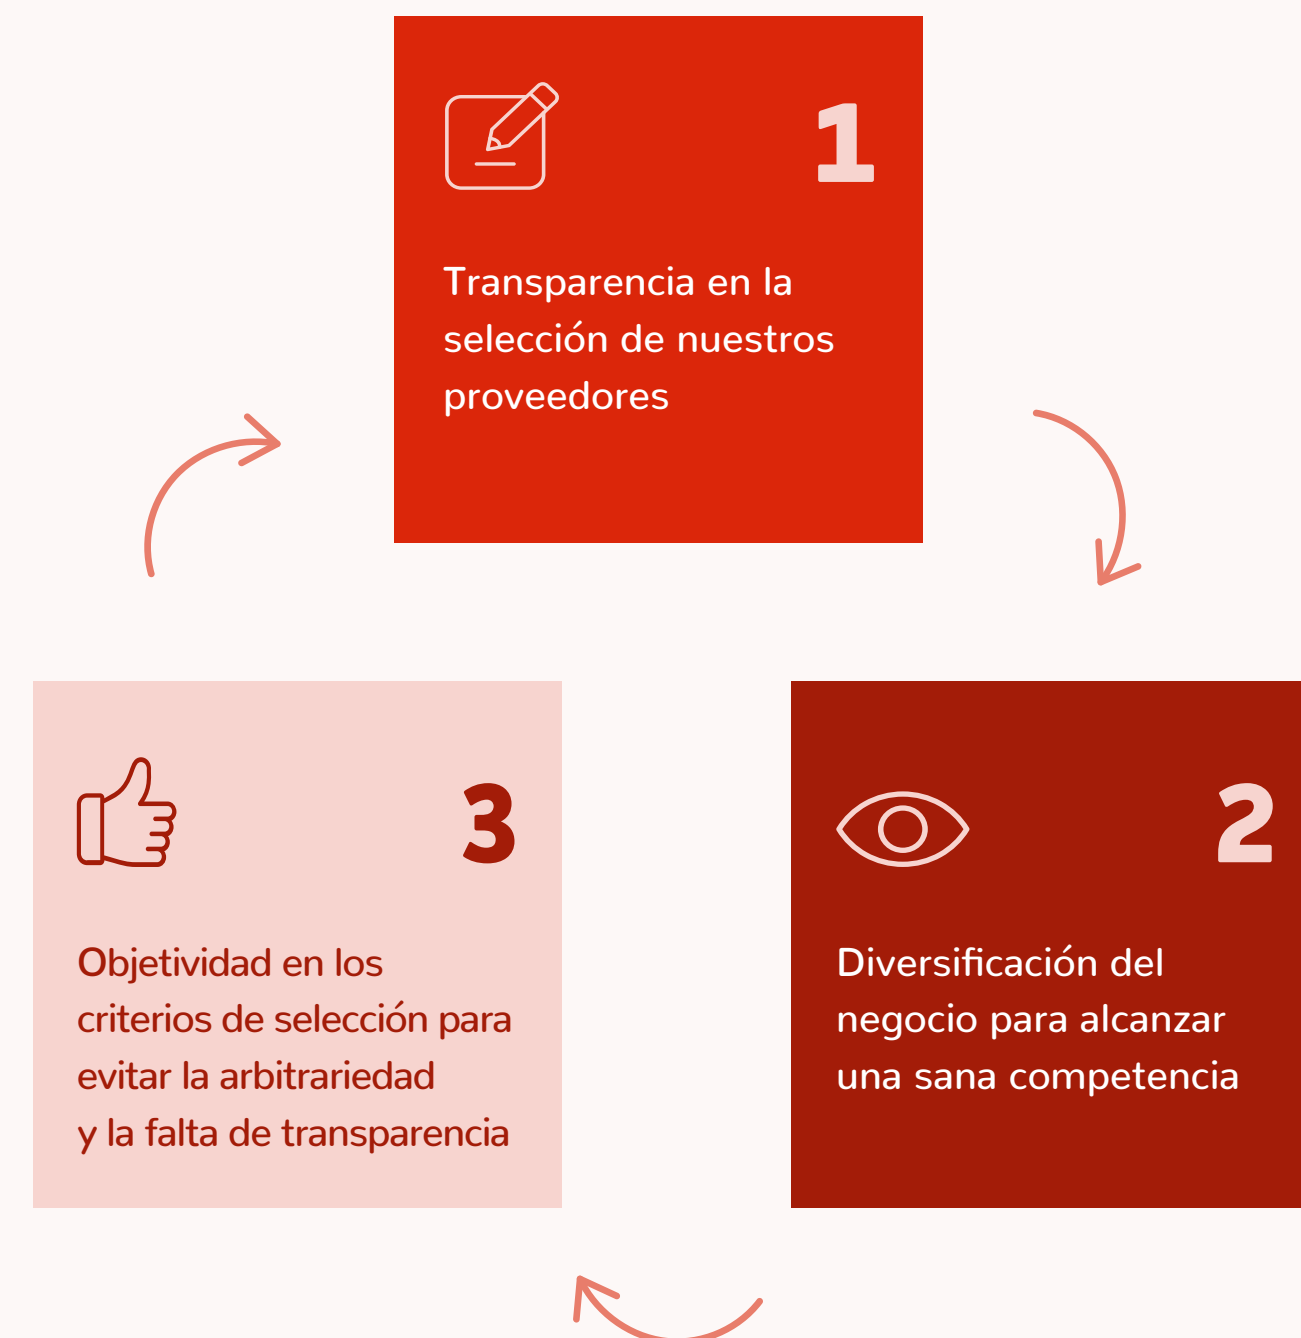 1
Transparencia en la
selección de nuestros
proveedores
2
Diversificación del
negocio para alcanzar
una sana competencia
3
Objetividad en los
criterios de selección para
evitar la arbitrariedad
y la falta de transparencia